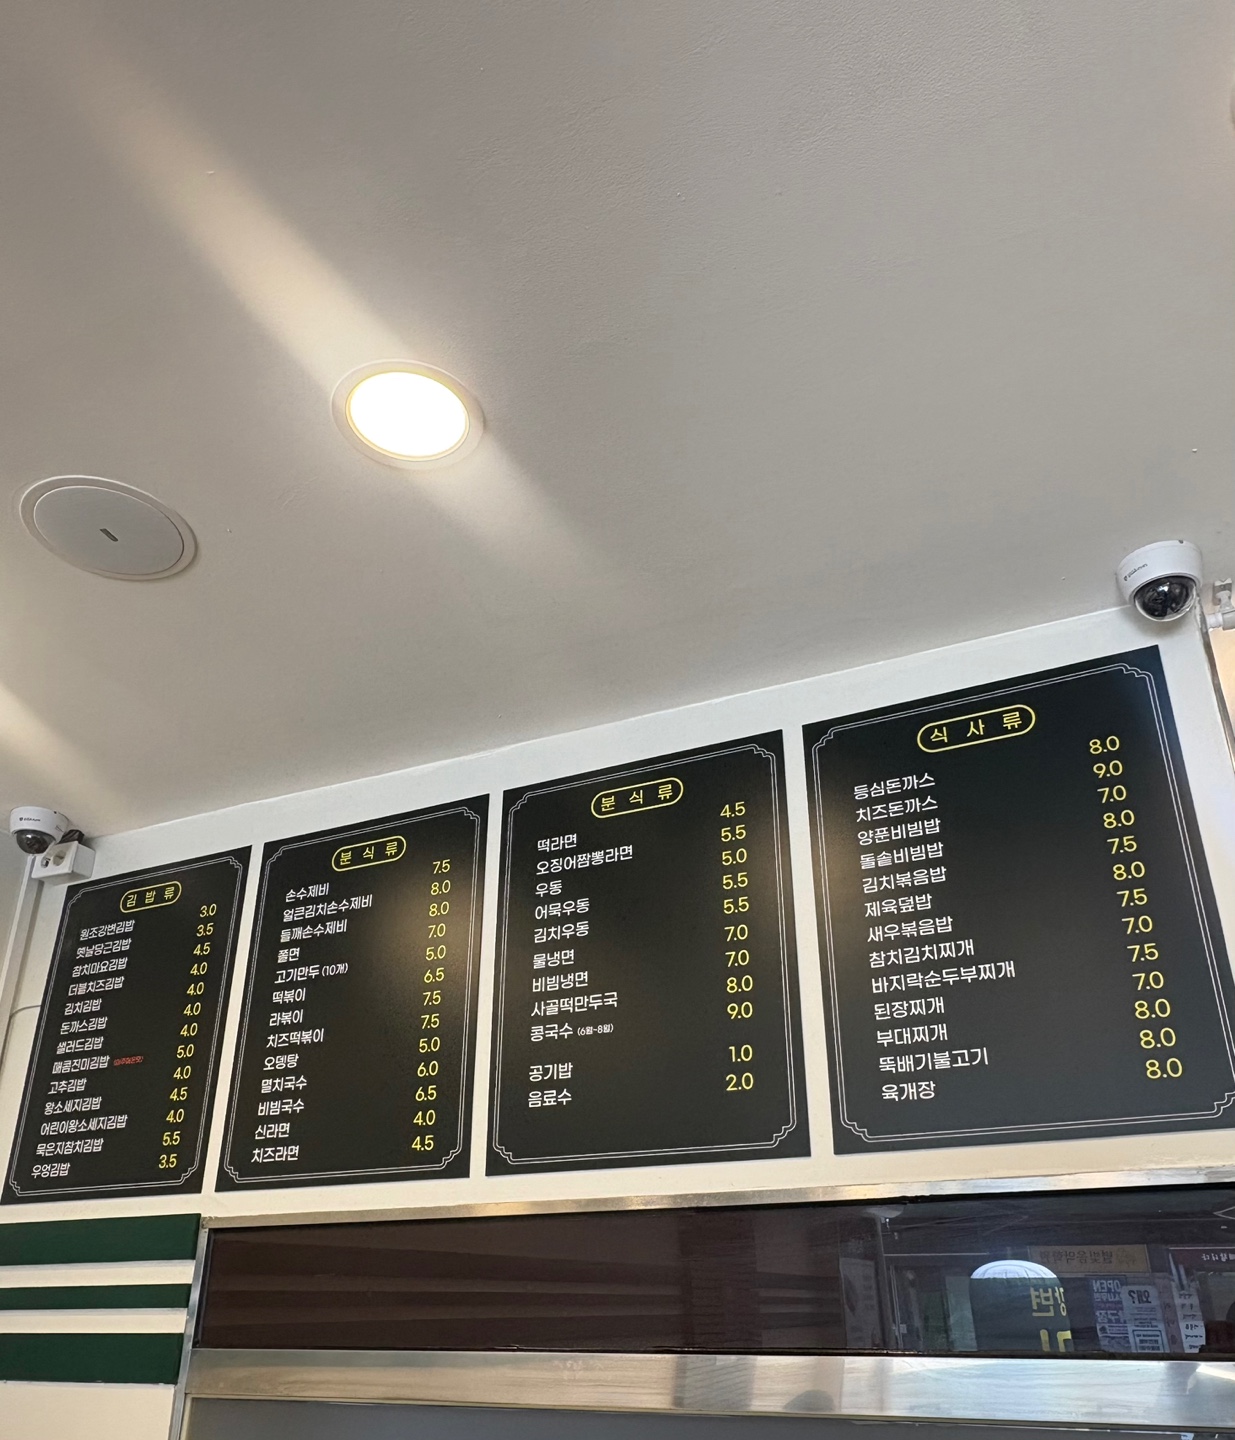 김 밥 류
원조강변김밥 3.0
옛날당근김밥 3.5
참치마요김밥 4.5
더블치즈김밥 4.0
김치김밥 4.0
돈까스김밥 4.0
샐러드김밥 4.0
매콤진미김밥 5.0
고추김밥 4.0
왕소세지김밥 4.5
어린이왕소세지김밥 4.0
묵은지참치김밥 5.5
우엉김밥 3.5
분 식 류
손수제비 7.5
얼큰김치손수제비 8.0
들깨손수제비 8.0
쫄면 7.0
고기만두 (10개) 5.0
떡볶이 6.5
라볶이 7.5
치즈떡볶이 7.5
오뎅탕 5.0
멸치국수 6.0
비빔국수 6.5
신라면 4.0
치즈라면 4.5
분 식 류
떡라면 4.5
오징어짬뽕라면 5.5
우동 5.0
어묵우동 5.5
김치우동 5.5
물냉면 7.0
비빔냉면 7.0
사골떡만두국 8.0
콩국수 (6월~8월) 9.0
공기밥 1.0
음료수 2.0
식 사 류
등심돈까스 8.0
치즈돈까스 9.0
양푼비빔밥 7.0
돌솥비빔밥 8.0
김치볶음밥 7.5
제육덮밥 8.0
새우볶음밥 7.5
참치김치찌개 7.0
바지락순두부찌개 7.5
된장찌개 7.0
부대찌개 8.0
뚝배기불고기 8.0
육개장 8.0
OPEN
왜?